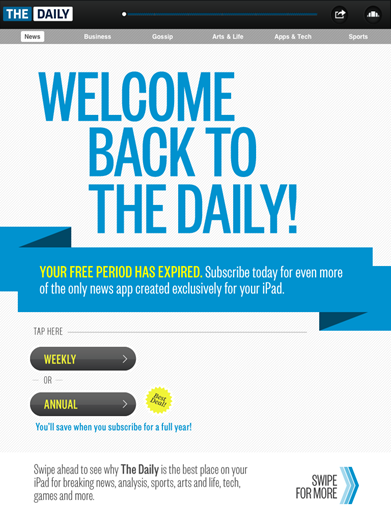 THE DAILY
News Business Gossip Arts & Life Apps & Tech Sports
WELCOME
BACK TO
THE DAILY!
YOUR FREE PERIOD HAS EXPIRED. Subscribe today for even more
of the only news app created exclusively for your iPad.
TAP HERE
WEEKLY
OR
ANNUAL
Best
Deal!
You'll save when you subscribe for a full year!
Swipe ahead to see why The Daily is the best place on your
iPad for breaking news, analysis, sports, arts and life, tech,
games and more.
SWIPE
FOR MORE